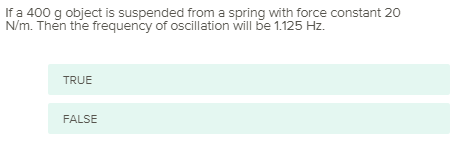 If a 400 g object is suspended from a spring with force constant 20
N/m. Then the frequency of oscillation will be 1.125 Hz.
TRUE
FALSE